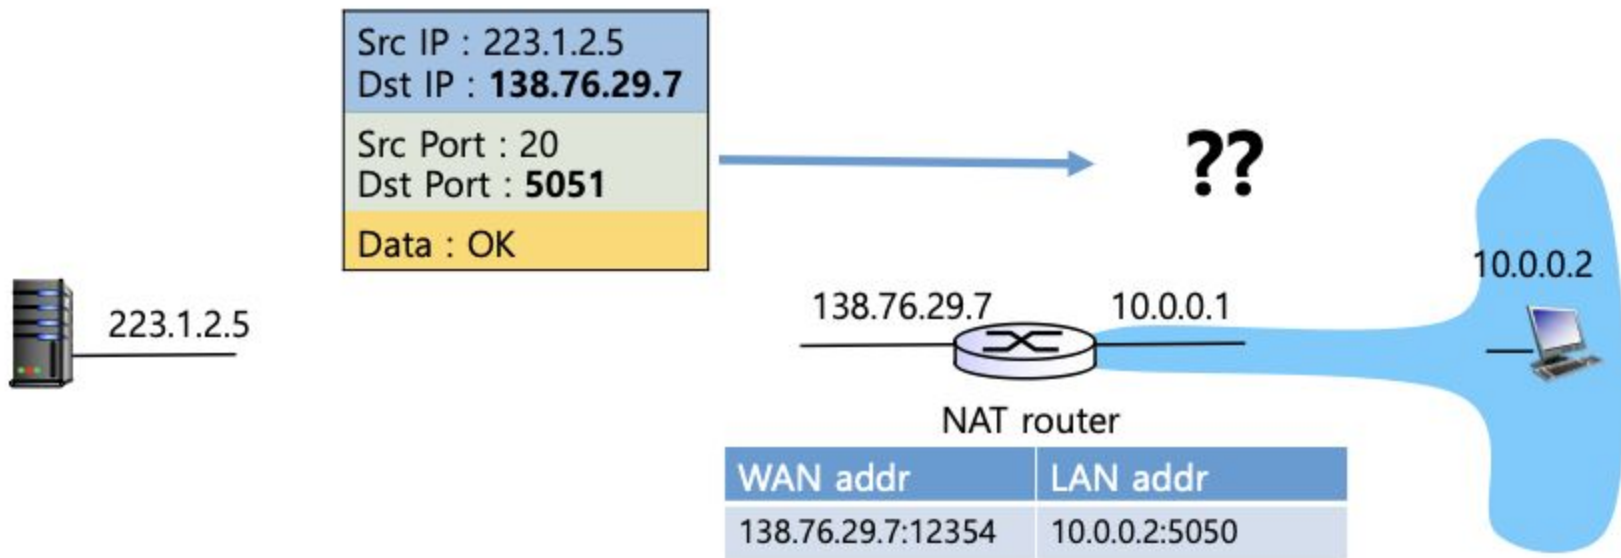 Src IP : 223.1.2.5
Dst IP : 138.76.29.7
Src Port : 20
Dst Port : 5051
Data : OK
??
10.0.0.2
223.1.2.5
138.76.29.7
10.0.0.1
NAT router
WAN addr LAN addr
138.76.29.7:12354 10.0.0.2:5050